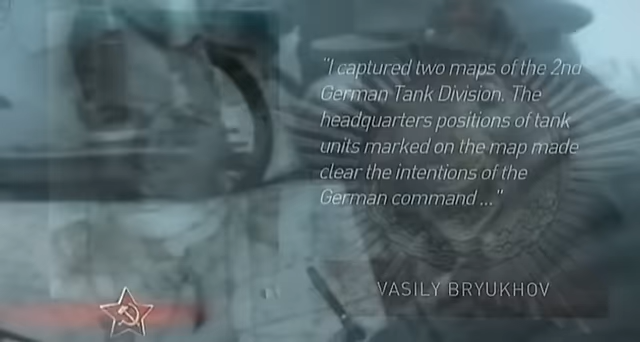 "I captured two maps of the 2nd
German Tank Division. The
headquarters positions of tank
units marked on the map made
clear the intentions of the
German command ..."
VASILY BRYUKHOV